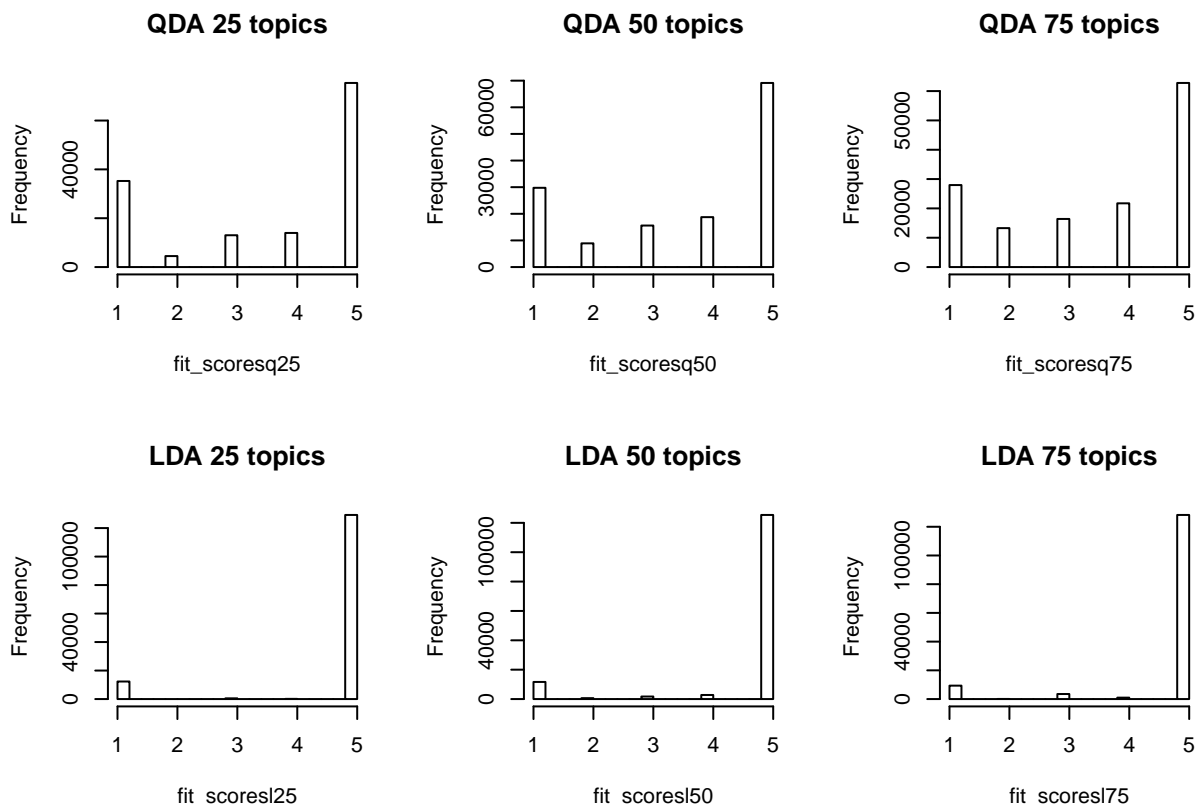 QDA 25 topics
Frequency
0
40000
1 2 3 4 5
fit_scoresq25
QDA 50 topics
Frequency
0
30000
60000
1 2 3 4 5
fit_scoresq50
QDA 75 topics
Frequency
0
20000
50000
1 2 3 4 5
fit_scoresq75
LDA 25 topics
Frequency
0
40000
100000
1 2 3 4 5
fit_scoresl25
LDA 50 topics
Frequency
0
40000
100000
1 2 3 4 5
fit_scoresl50
LDA 75 topics
Frequency
0
40000
100000
1 2 3 4 5
fit_scoresl75